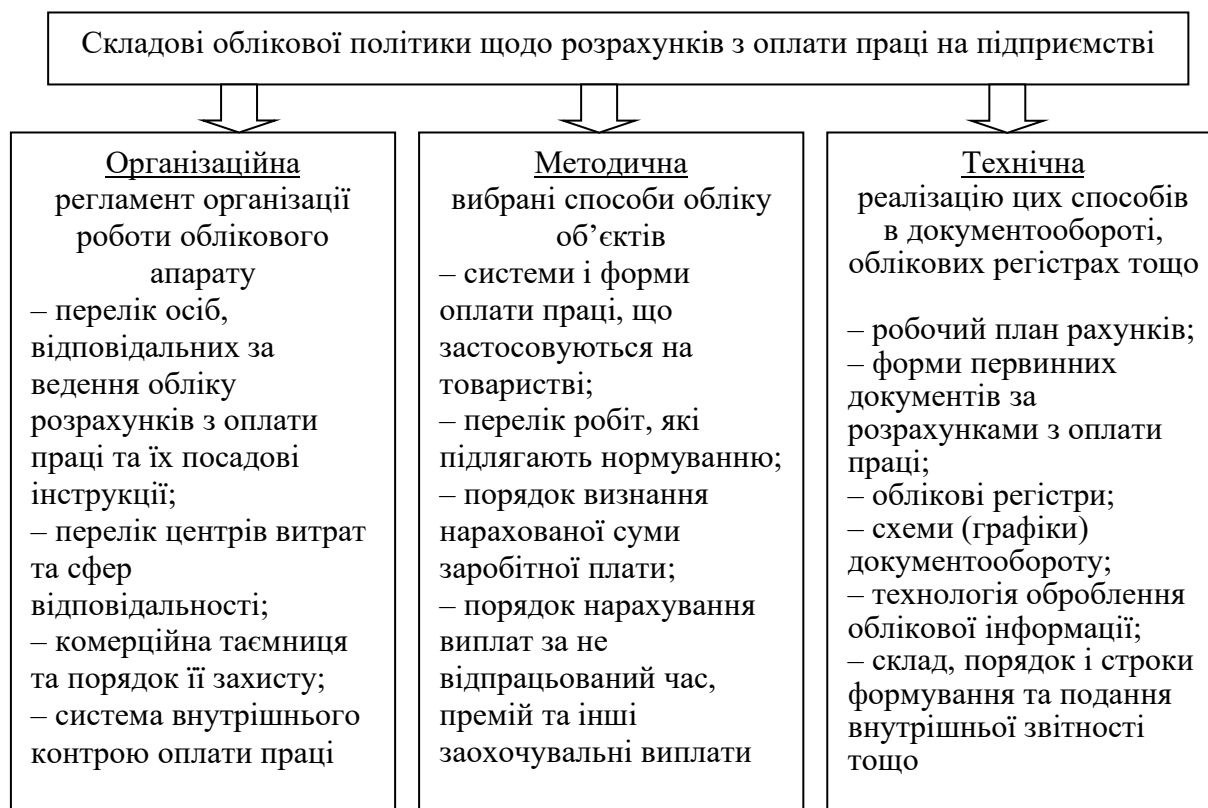 Складові облікової політики щодо розрахунків з оплати праці на підприємстві
Організаційна
регламент організації
роботи облікового
апарату
– перелік осіб,
відповідальних за
ведення обліку
розрахунків з оплати
праці та їх посадові
інструкції;
– перелік центрів витрат
та сфер
відповідальності;
– комерційна таємниця
та порядок її захисту;
– система внутрішнього
контрою оплати праці
Методична
вибрані способи обліку
об’єктів
– системи і форми
оплати праці, що
застосовуються на
товаристві;
– перелік робіт, які
підлягають нормуванню;
– порядок визнання
нарахованої суми
заробітної плати;
– порядок нарахування
виплат за не
відпрацьований час,
премій та інші
заохочувальні виплати
Технічна
реалізацію цих способів
в документообороті,
облікових регістрах тощо
– робочий план рахунків;
– форми первинних
документів за
розрахунками з оплати
праці;
– облікові регістри;
– схеми (графіки)
документообороту;
– технологія оброблення
облікової інформації;
– склад, порядок і строки
формування та подання
внутрішньої звітності
тощо